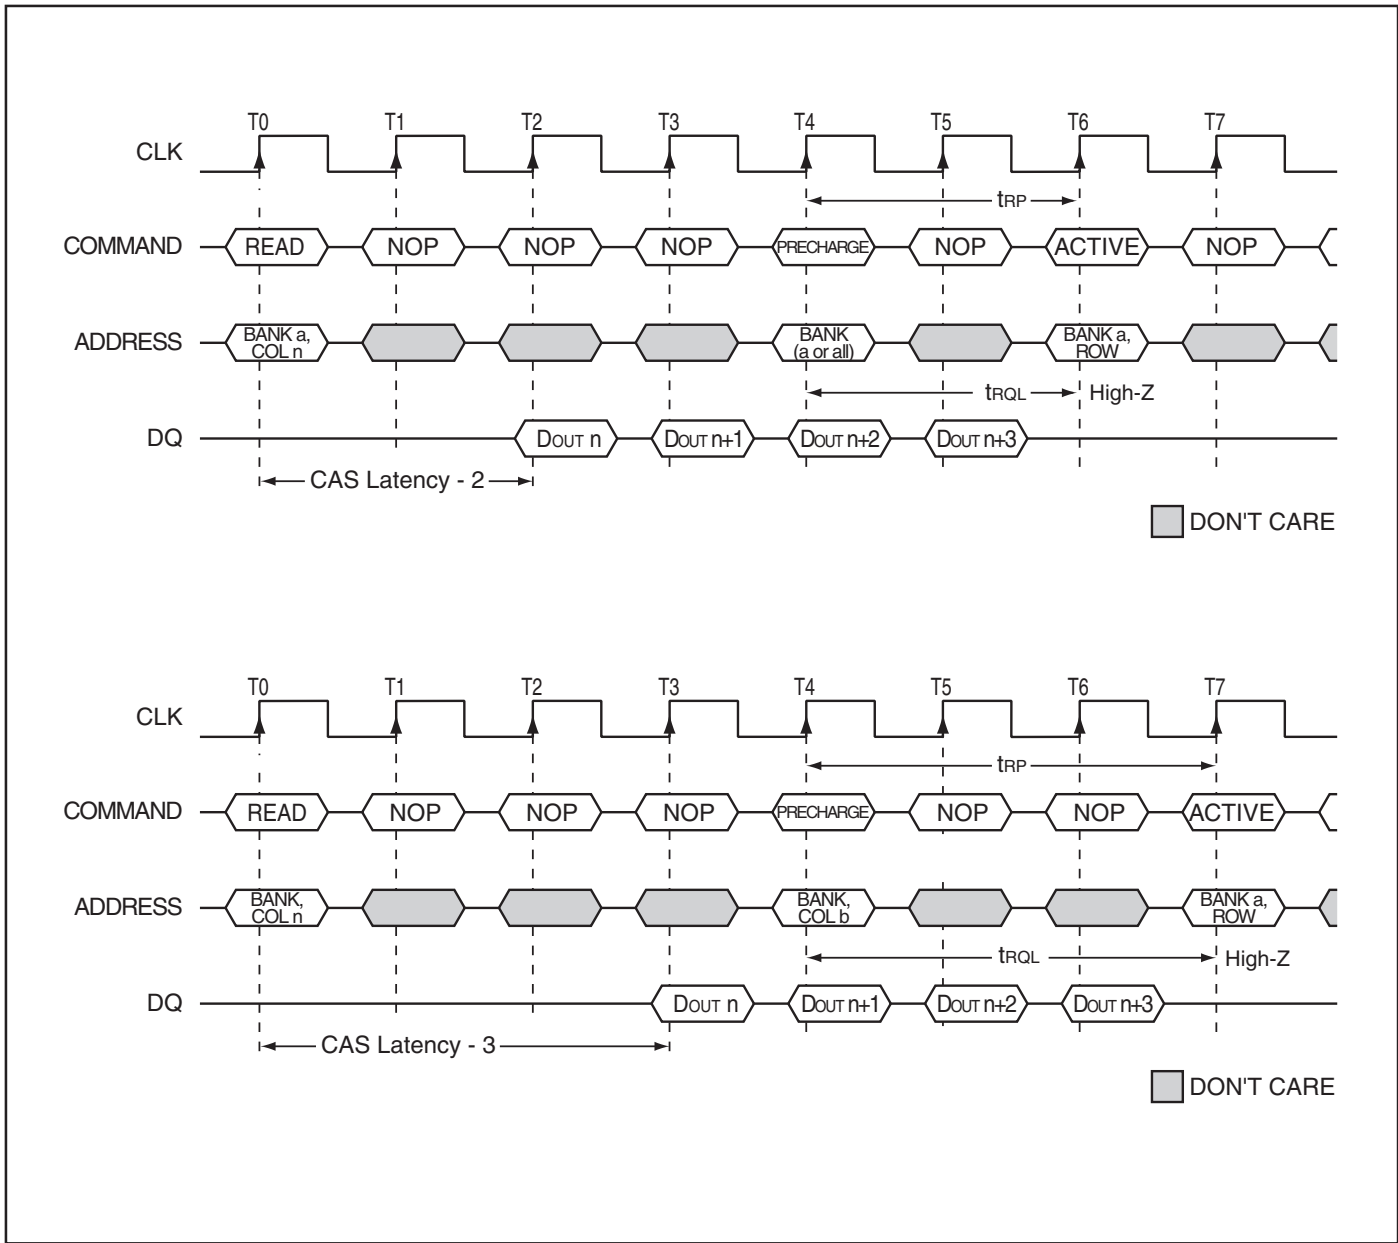 T0 T1 T2 T3 T4 T5 T6 T7
CLK
tRP
COMMAND READ NOP NOP NOP PRECHARGE NOP ACTIVE NOP
ADDRESS BANK a, COL n BANK (a or all) BANK a, ROW
tRQL High-Z
DQ DOUT n DOUT n+1 DOUT n+2 DOUT n+3
CAS Latency - 2
DON'T CARE
T0 T1 T2 T3 T4 T5 T6 T7
CLK
tRP
COMMAND READ NOP NOP NOP PRECHARGE NOP NOP ACTIVE
ADDRESS BANK, COL n BANK, COL b BANK a, ROW
tRQL High-Z
DQ DOUT n DOUT n+1 DOUT n+2 DOUT n+3
CAS Latency - 3
DON'T CARE